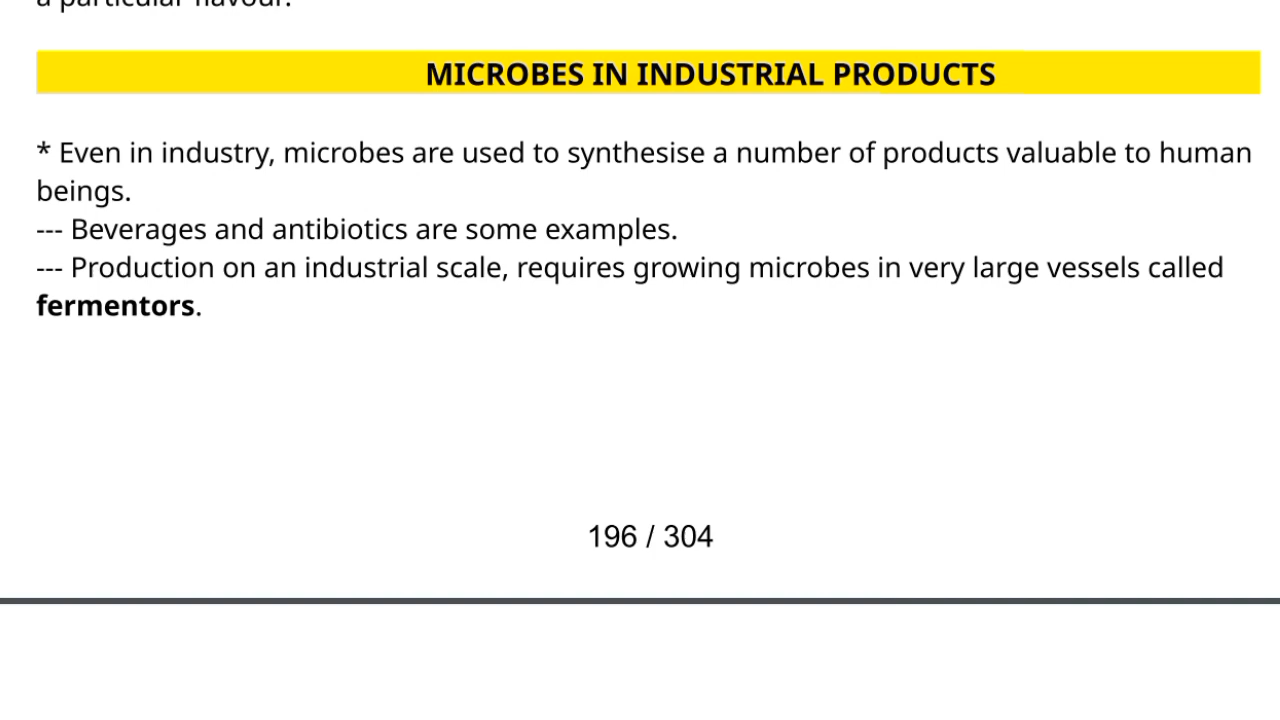 a particular flavour.
MICROBES IN INDUSTRIAL PRODUCTS
* Even in industry, microbes are used to synthesise a number of products valuable to human
beings.
--- Beverages and antibiotics are some examples.
--- Production on an industrial scale, requires growing microbes in very large vessels called
fermentors.
196 / 304